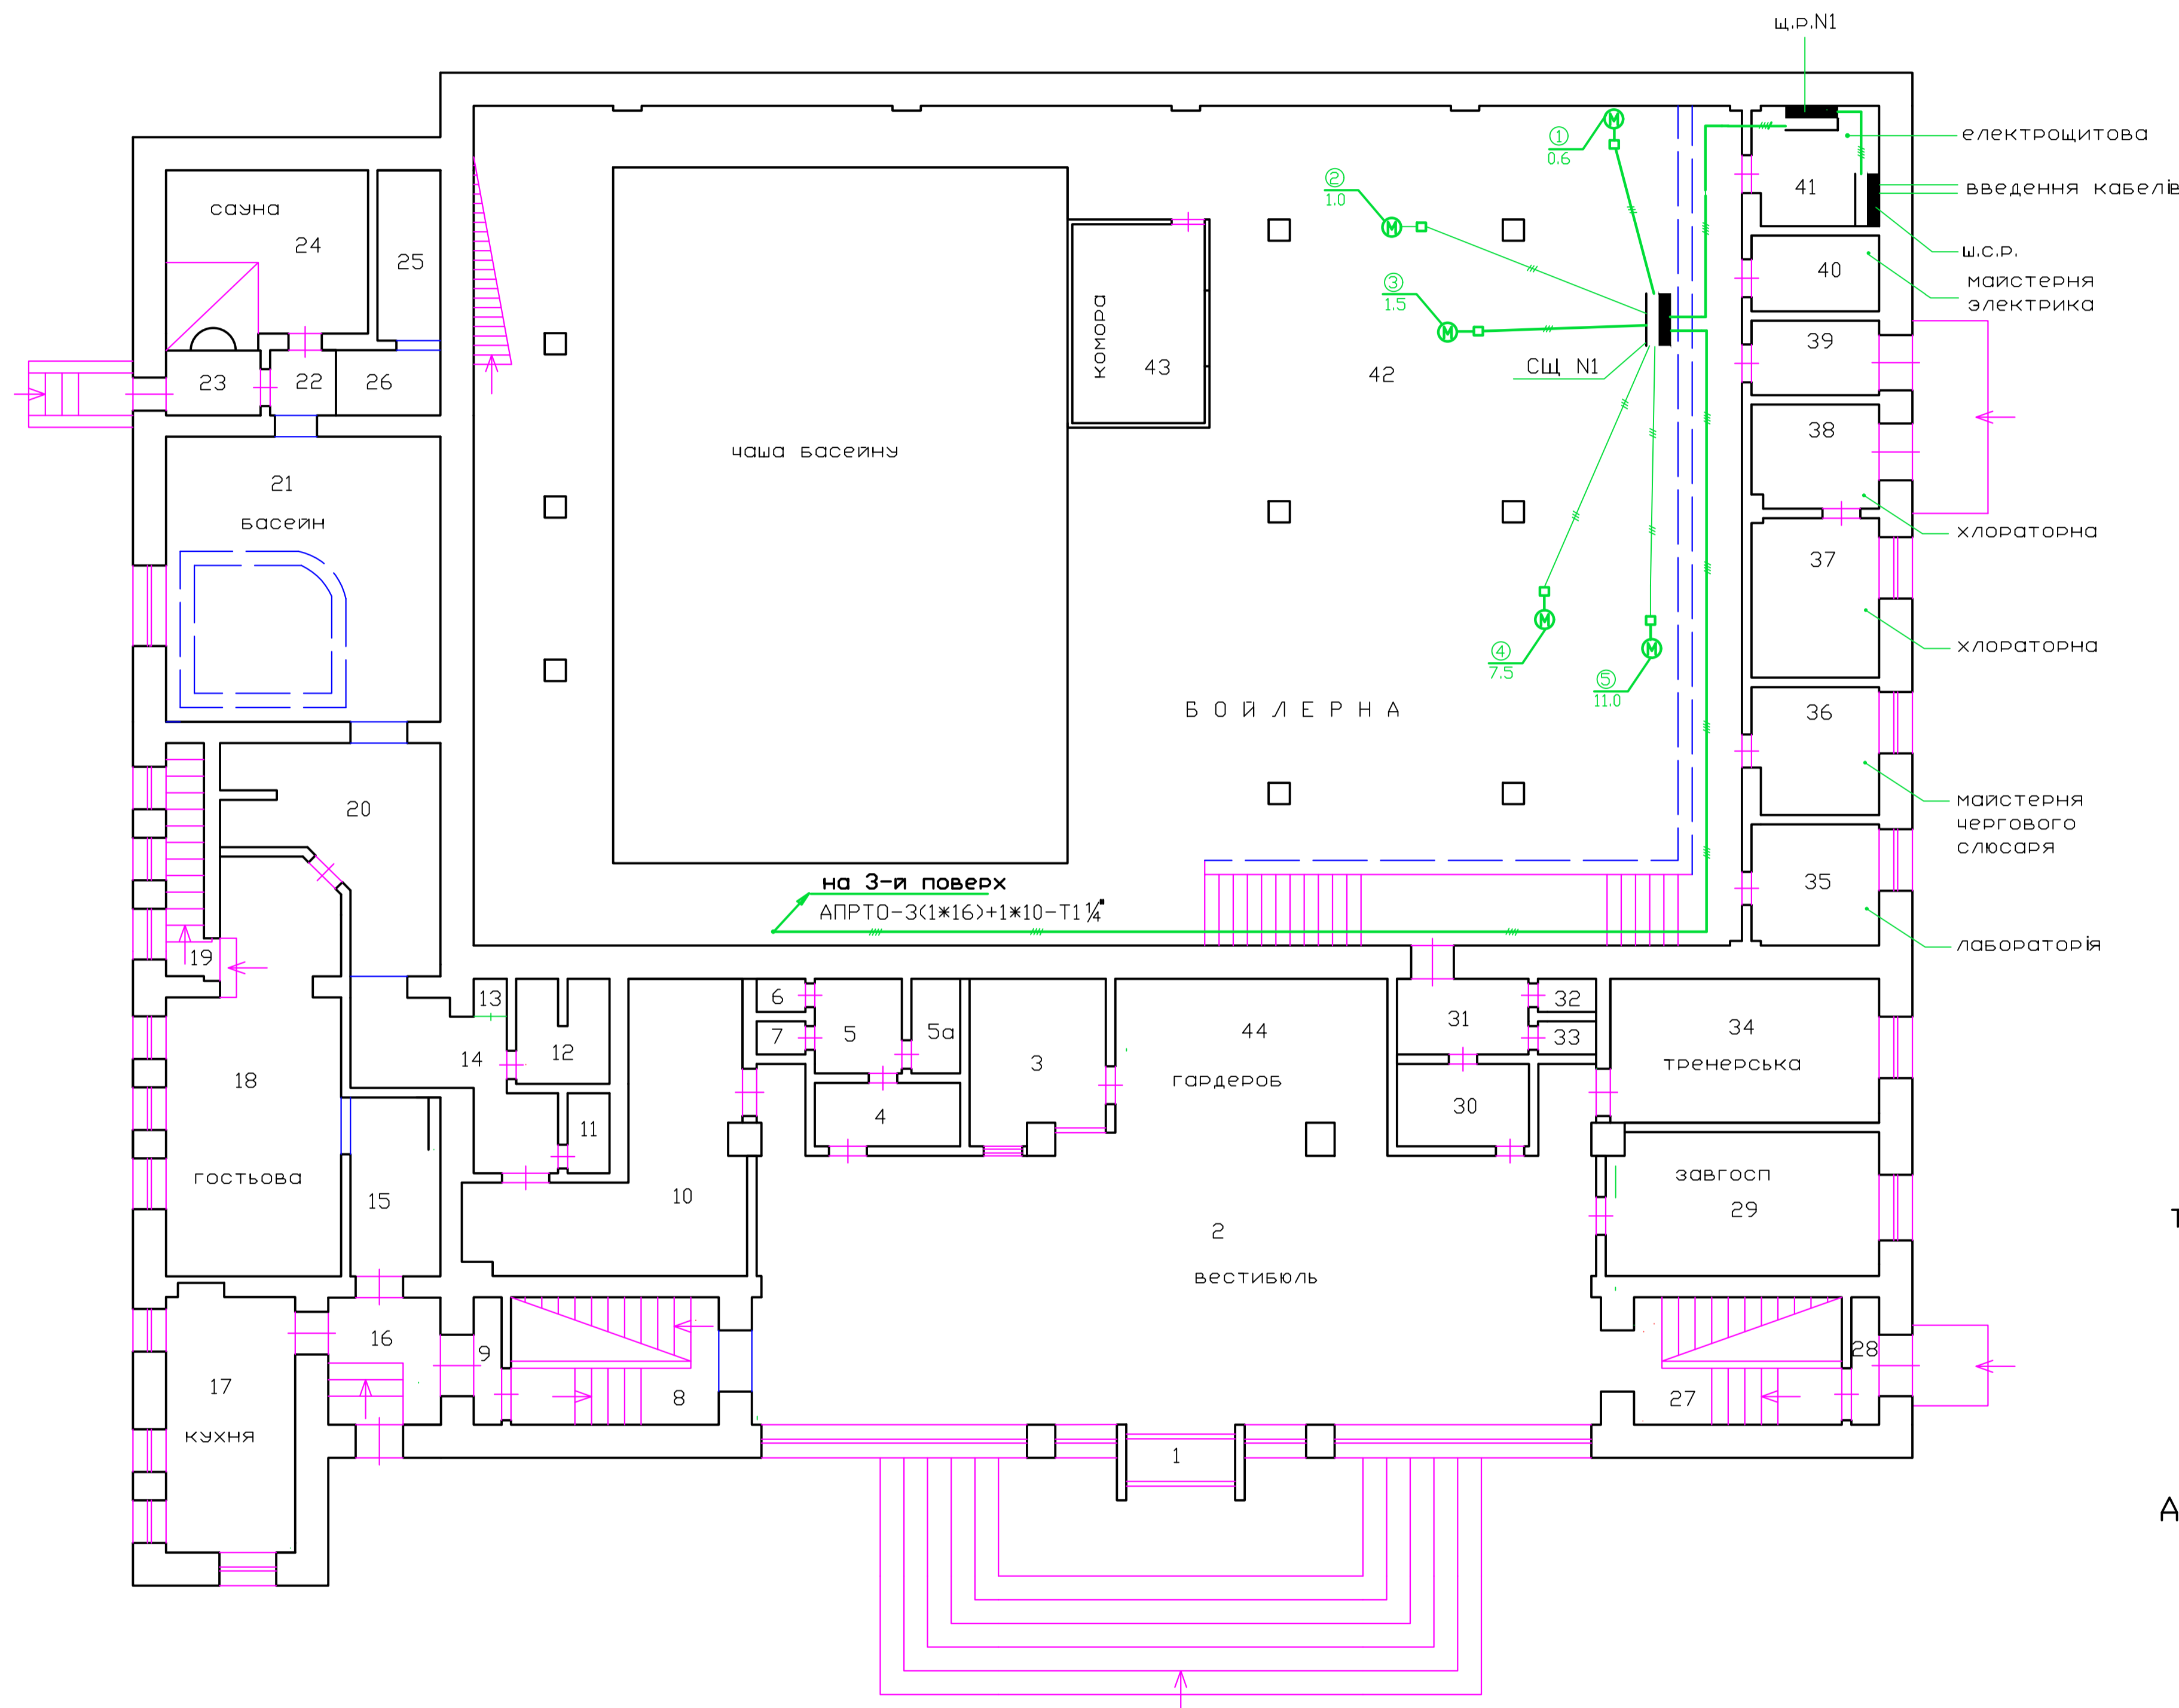 щ.р.N1
електрощитова
введення кабелів
ш.с.р.
майстерня
электрика
хлораторна
хлораторна
майстерня
чергового
слюсаря
лабораторія
1
0.6
2
1.0
3
1.5
4
7.5
5
11.0
СЩ N1
41
40
39
38
37
36
35
сауна
24
25
23
22
26
21
басейн
20
19
чаша басейну
комора
43
42
БОЙЛЕРНА
на 3-й поверх
АПРТО-3(1*16)+1*10-Т1 1/4"
13
12
14
11
18
гостьова
15
10
6
7
5
5а
4
3
44
гардероб
31
32
33
30
34
тренерська
завгосп
29
2
вестибюль
16
9
8
17
кухня
27
28
1
Т
А